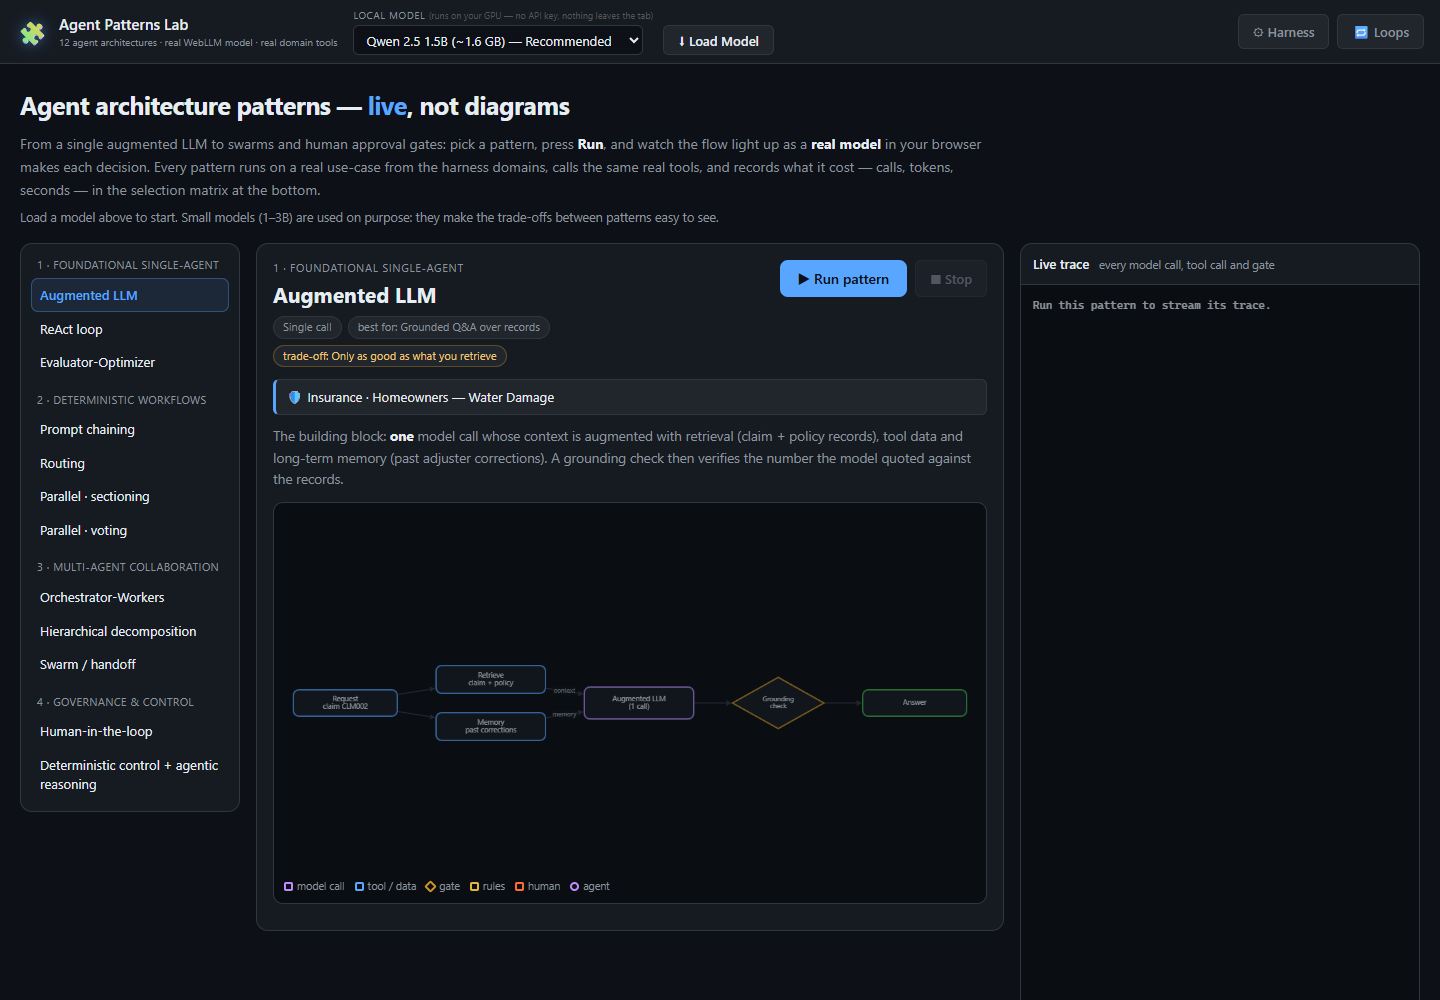 Agent Patterns Lab
12 agent architectures · real WebLLM model · real domain tools
LOCAL MODEL (runs on your GPU — no API key, nothing leaves the tab)
Qwen 2.5 1.5B (~1.6 GB) — Recommended
⬇ Load Model
⚙ Harness
🔁 Loops
Agent architecture patterns — live, not diagrams
From a single augmented LLM to swarms and human approval gates: pick a pattern, press Run, and watch the flow light up as a real model in your browser
makes each decision. Every pattern runs on a real use-case from the harness domains, calls the same real tools, and records what it cost — calls, tokens,
seconds — in the selection matrix at the bottom.
Load a model above to start. Small models (1–3B) are used on purpose: they make the trade-offs between patterns easy to see.
1 · FOUNDATIONAL SINGLE-AGENT
Augmented LLM
ReAct loop
Evaluator-Optimizer
2 · DETERMINISTIC WORKFLOWS
Prompt chaining
Routing
Parallel · sectioning
Parallel · voting
3 · MULTI-AGENT COLLABORATION
Orchestrator-Workers
Hierarchical decomposition
Swarm / handoff
4 · GOVERNANCE & CONTROL
Human-in-the-loop
Deterministic control + agentic
reasoning
1 · FOUNDATIONAL SINGLE-AGENT
Augmented LLM
▶ Run pattern
■ Stop
Single call
best for: Grounded Q&A over records
trade-off: Only as good as what you retrieve
Insurance · Homeowners — Water Damage
The building block: one model call whose context is augmented with retrieval (claim + policy records), tool data and
long-term memory (past adjuster corrections). A grounding check then verifies the number the model quoted against
the records.
Request
claim CLM002
Retrieve
claim + policy
Memory
past corrections
context
memory
Augmented LLM
(1 call)
Grounding
check
Answer
model call
tool / data
gate
rules
human
agent
Live trace
every model call, tool call and gate
Run this pattern to stream its trace.